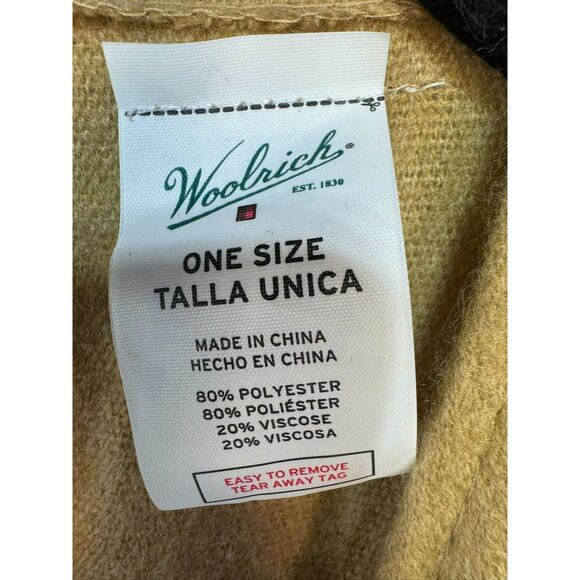 Woolrich®
EST. 1830
ONE SIZE
TALLA UNICA
MADE IN CHINA
HECHO EN CHINA
80% POLYESTER
80% POLIÉSTER
20% VISCOSE
20% VISCOSA
EASY TO REMOVE
TEAR AWAY TAG